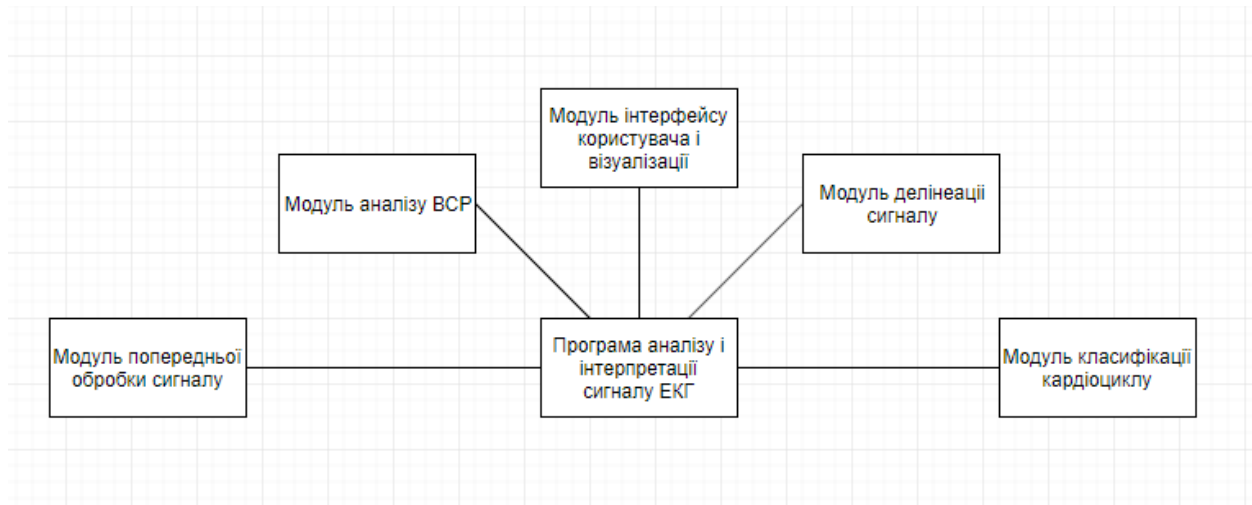 Модуль інтерфейсу
користувача і
візуалізації
Модуль аналізу ВСР
Модуль делінеації
сигналу
Модуль попередньої
обробки сигналу
Програма аналізу і
інтерпретації
сигналу ЕКГ
Модуль класифікації
кардіоциклу